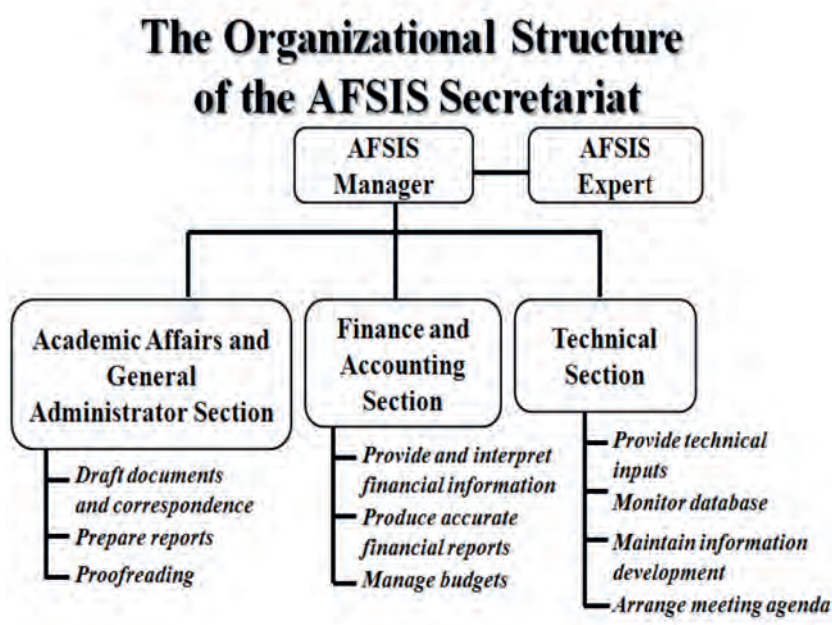 The Organizational Structure
of the AFSIS Secretariat
AFSIS
Manager
AFSIS
Expert
Academic Affairs and
General
Administrator Section
Draft documents
and correspondence
Prepare reports
Proofreading
Finance and
Accounting
Section
Provide and interpret
financial information
Produce accurate
financial reports
Manage budgets
Technical
Section
Provide technical
inputs
Monitor database
Maintain information
development
Arrange meeting agenda